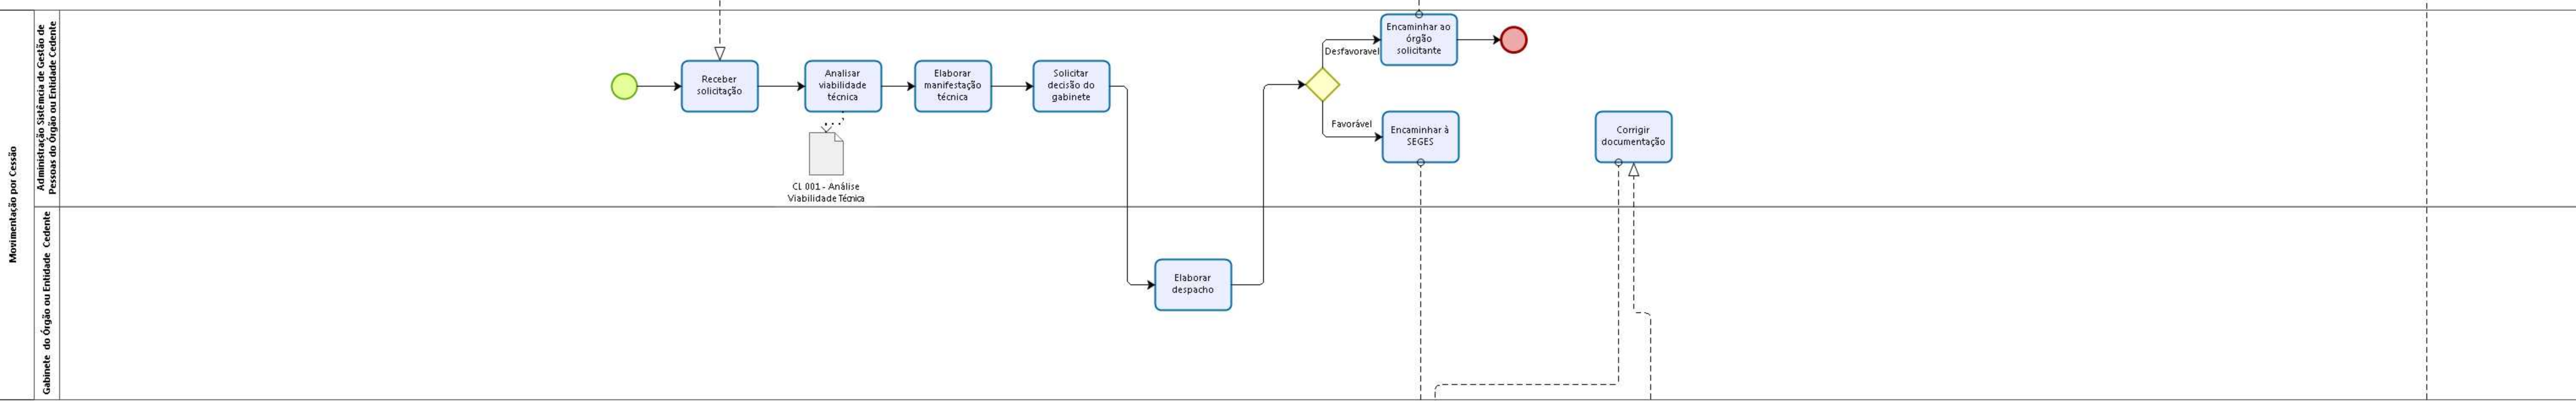 Movimentação por Cessão
Administração Sistêmcia de Gestão de
Pessoas do Órgão ou Entidade Cedente
Receber
solicitação
Analisar
viabilidade
técnica
Elaborar
manifestação
técnica
Solicitar
decisão do
gabinete
CL 001 - Análise
Viabilidade Técnica
Desfavoravel
Encaminhar ao
órgão
solicitante
Favorável
Encaminhar à
SEGES
Corrigir
documentação
Gabinete do Órgão ou Entidade Cedente
Elaborar
despacho